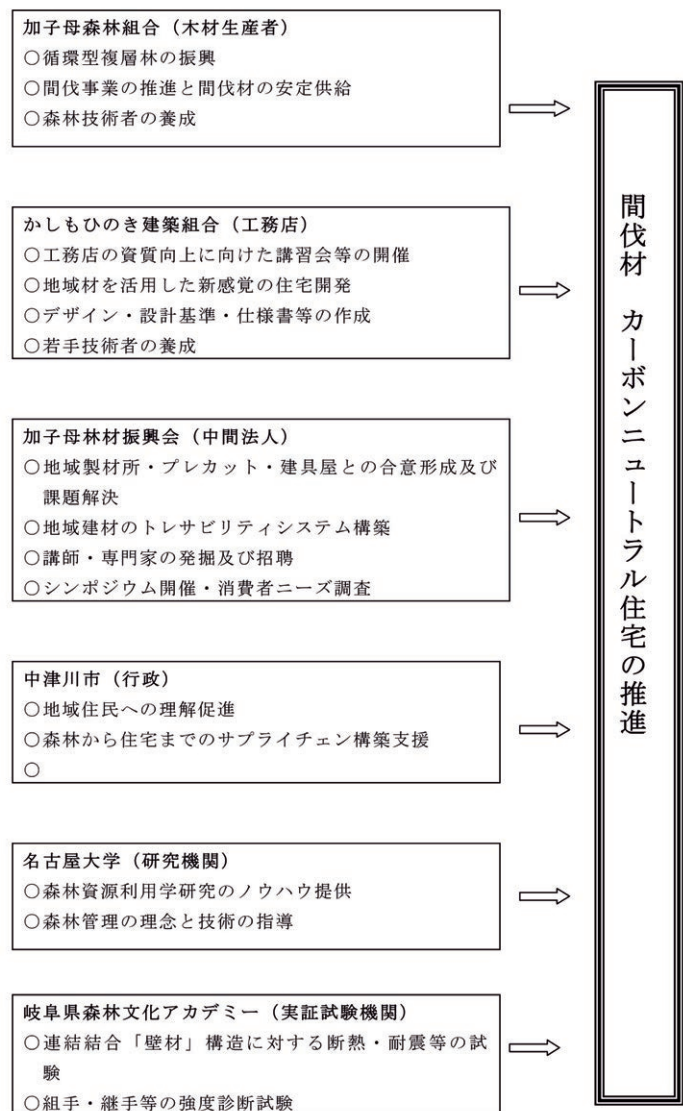 加子母森林組合（木材生産者）
○循環型複層林の振興
○間伐事業の推進と間伐材の安定供給
○森林技術者の養成
かしもひのき建築組合（工務店）
○工務店の資質向上に向けた講習会等の開催
○地域材を活用した新感覚の住宅開発
○デザイン・設計基準・仕様書等の作成
○若手技術者の養成
加子母林材振興会（中間法人）
○地域製材所・プレカット・建具屋との合意形成及び
課題解決
○地域建材のトレサビリティシステム構築
○講師・専門家の発掘及び招聘
○シンポジウム開催・消費者ニーズ調査
中津川市（行政）
○地域住民への理解促進
○森林から住宅までのサプライチェン構築支援
○
名古屋大学（研究機関）
○森林資源利用学研究のノウハウ提供
○森林管理の理念と技術の指導
岐阜県森林文化アカデミー（実証試験機関）
○連結結合「壁材」構造に対する断熱・耐震等の試
験
○組手・継手等の強度診断試験
間伐材　カーボンニュートラル住宅の推進